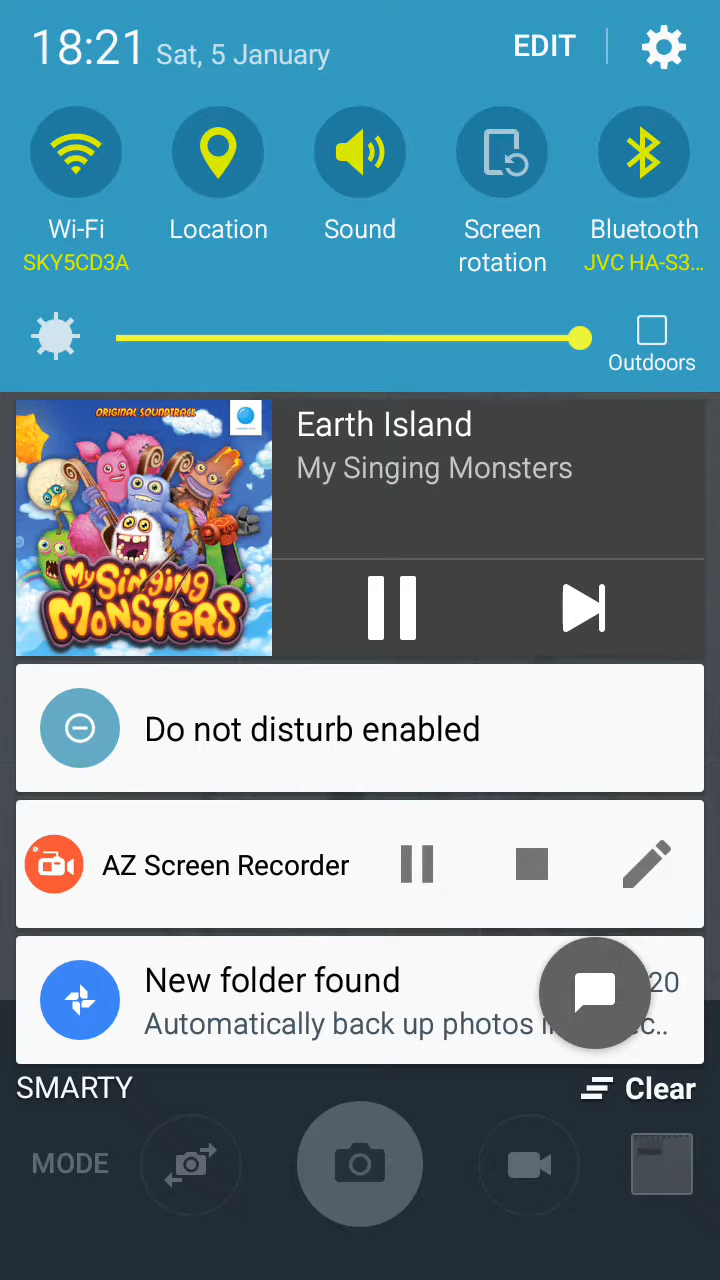 18:21 Sat, 5 January EDIT
Wi-Fi Location Sound Screen rotation Bluetooth
SKY5CD3A JVC HA-S3...
Outdoors
ORIGINAL SOUNDTRACK
My Singing Monsters
Earth Island
My Singing Monsters
Do not disturb enabled
AZ Screen Recorder
New folder found 20
Automatically back up photos
SMARTY Clear
MODE